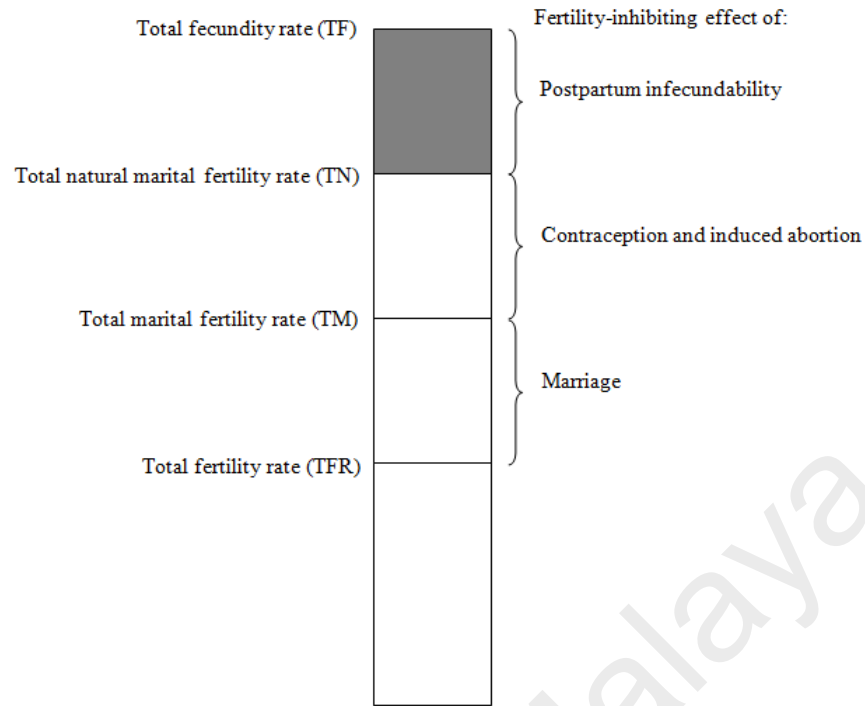 Fertility-inhibiting effect of:
Total fecundity rate (TF)
Postpartum infecundability
Total natural marital fertility rate (TN)
Contraception and induced abortion
Total marital fertility rate (TM)
Marriage
Total fertility rate (TFR)
alaya